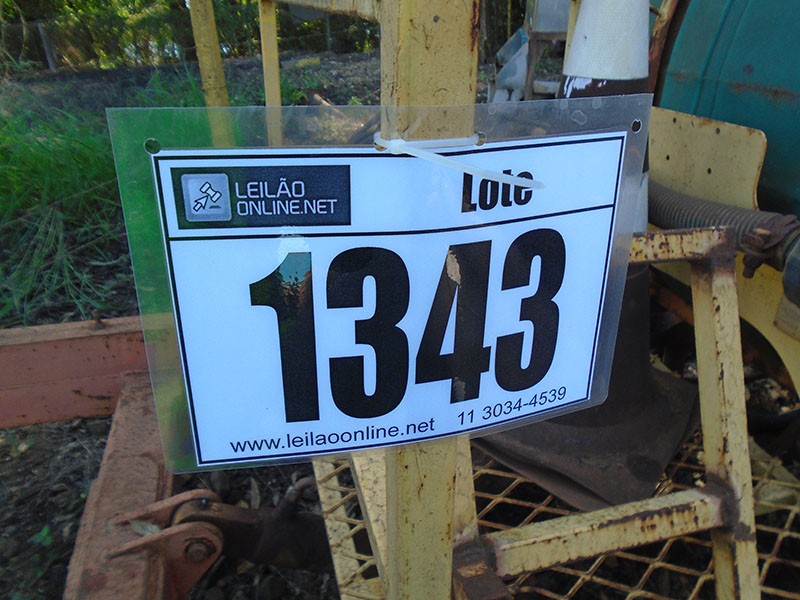 LEILÃO
ONLINE.NET
Lote
1343
www.leilaoonline.net 11 3034-4539